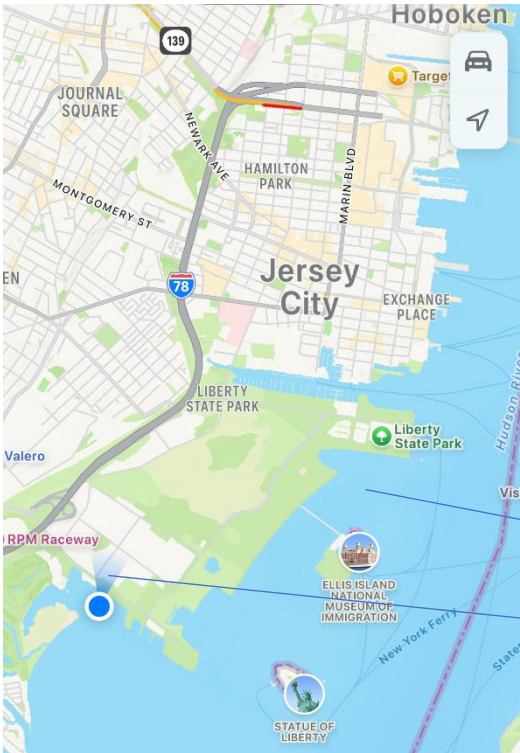 Hoboken
139
Target
JOURNAL
SQUARE
NEWARK AVE
HAMILTON
PARK
MARIN BLVD
MONTGOMERY ST
EN
78
Jersey
City
EXCHANGE
PLACE
Hudson River
LIBERTY
STATE PARK
Liberty
State Park
Valero
Vis
RPM Raceway
ELLIS ISLAND
NATIONAL
MUSEUM OF
IMMIGRATION
New York Ferry
Staten
STATUE OF
LIBERTY